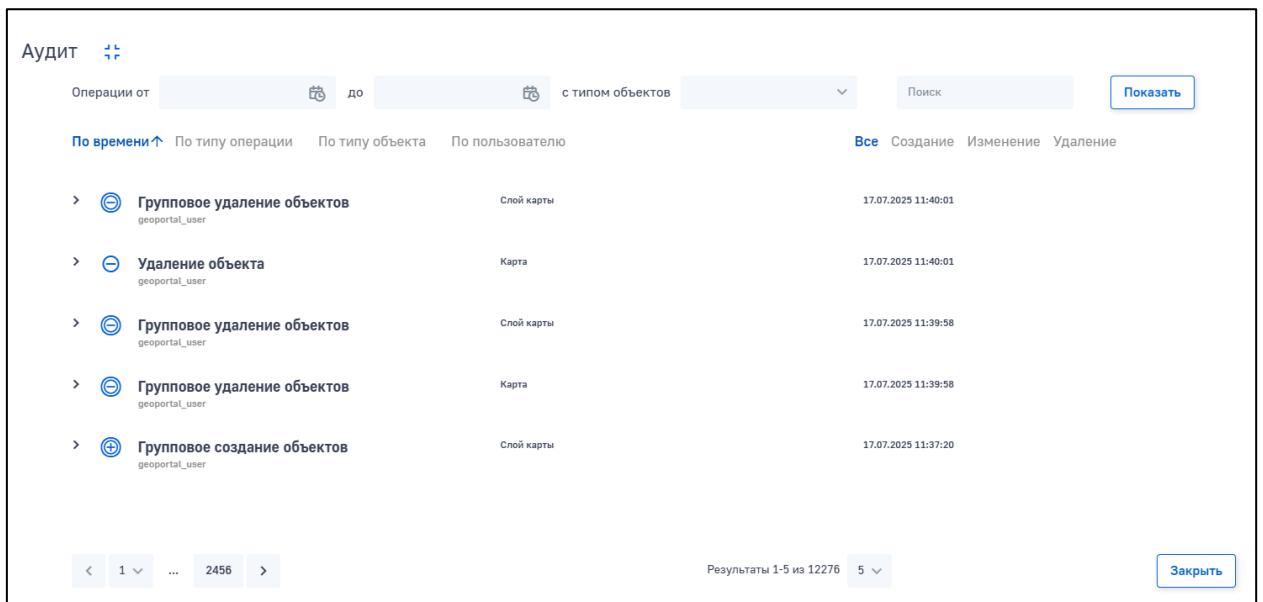 Аудит
Операции от до с типом объектов Поиск Показать
По времени По типу операции По типу объекта По пользователю Все Создание Изменение Удаление
Групповое удаление объектов Слой карты 17.07.2025 11:40:01
geoportal_user
Удаление объекта Карта 17.07.2025 11:40:01
geoportal_user
Групповое удаление объектов Слой карты 17.07.2025 11:39:58
geoportal_user
Групповое удаление объектов Карта 17.07.2025 11:39:58
geoportal_user
Групповое создание объектов Слой карты 17.07.2025 11:37:20
geoportal_user
1 ... 2456 Результаты 1-5 из 12276 5 Закрыть